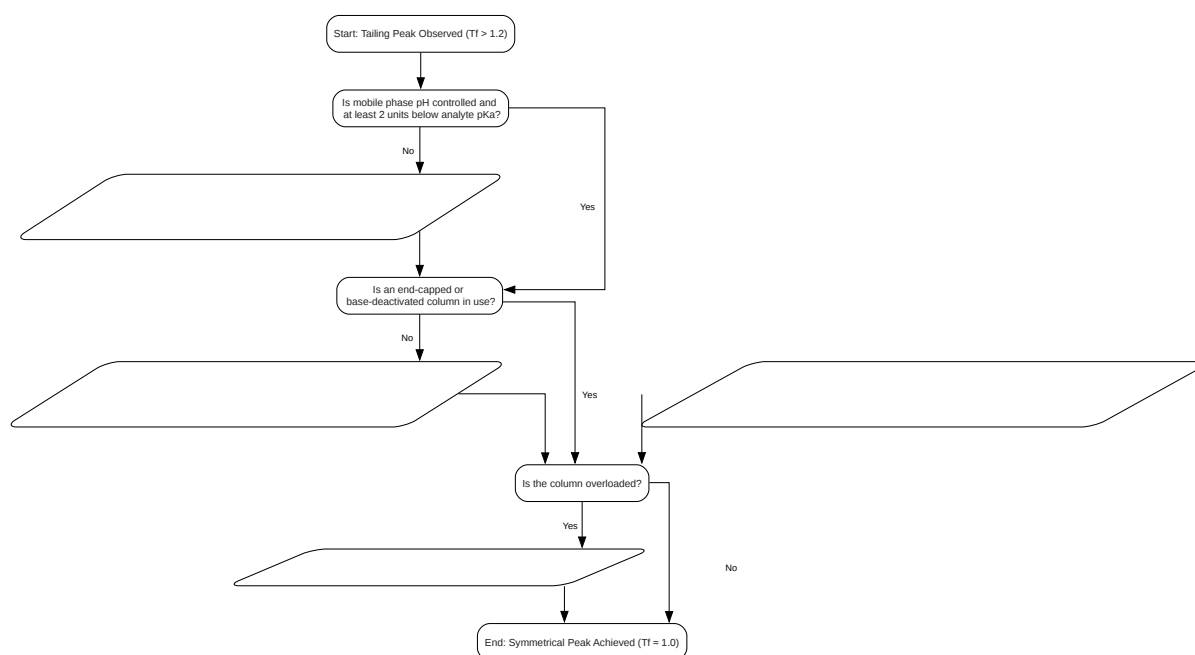 Start: Tailing Peak Observed (Tf > 1.2)
Is mobile phase pH controlled and
at least 2 units below analyte pKa?
No
Yes
Is an end-capped or
base-deactivated column in use?
No
Yes
Is the column overloaded?
Yes
No
End: Symmetrical Peak Achieved (Tf = 1.0)